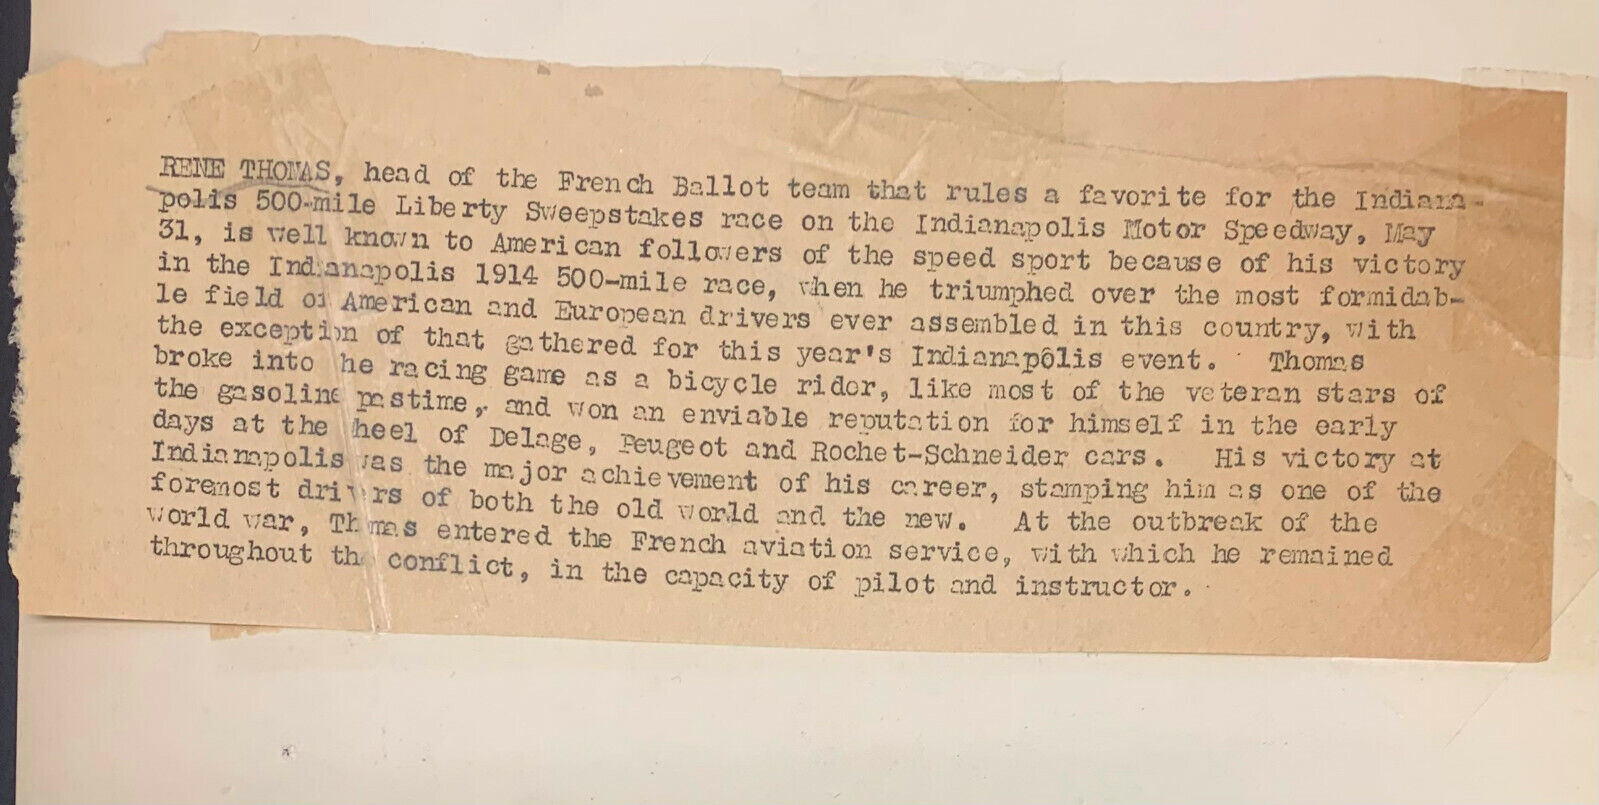 RENE THOMAS, head of the French Ballot team that rules a favorite for the Indiana-
polis 500-mile Liberty Sweepstakes race on the Indianapolis Motor Speedway, May
31, is well known to American followers of the speed sport because of his victory
in the Indianapolis 1914 500-mile race, when he triumphed over the most formidab-
le field of American and European drivers ever assembled in this country, with
the exception of that gathered for this year's Indianapolis event. Thomas
broke into he racing game as a bicycle rider, like most of the veteran stars of
the gasoline pastime, and won an enviable reputation for himself in the early
days at the wheel of Delage, Peugeot and Rochet-Schneider cars. His victory at
Indianapolis was the major achievement of his career, stamping him as one of the
foremost drivers of both the old world and the new. At the outbreak of the
world war, Thomas entered the French aviation service, with which he remained
throughout the conflict, in the capacity of pilot and instructor.